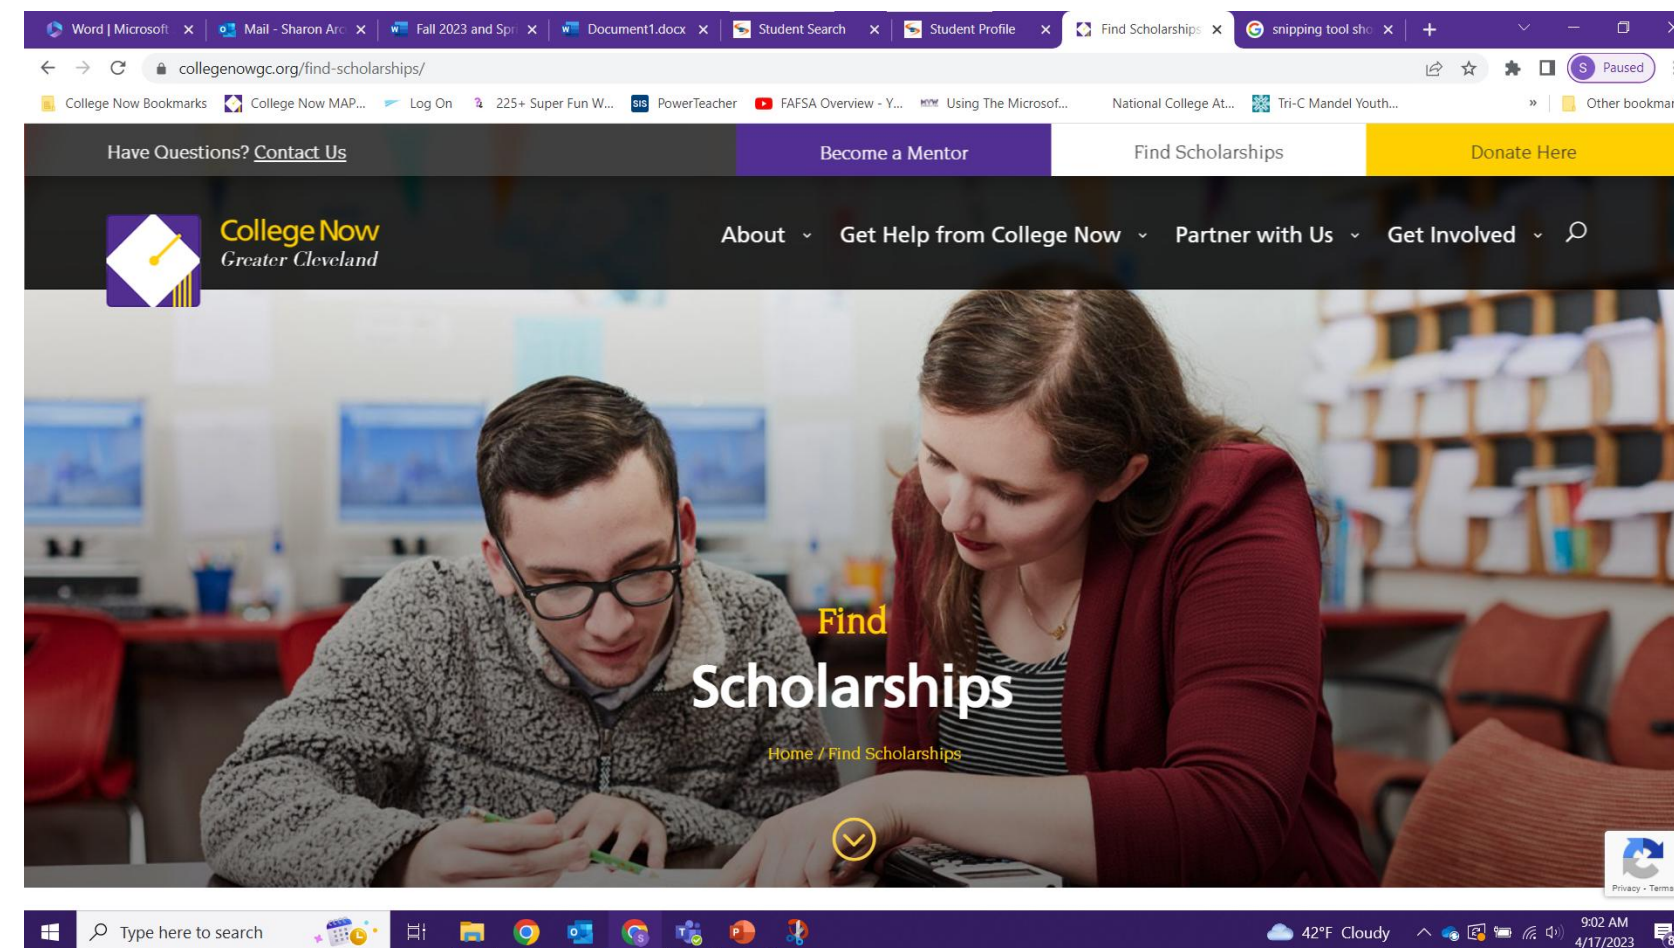 Word | Microsoft
Mail - Sharon Arc
Fall 2023 and Spri
Document1.docx
Student Search
Student Profile
Find Scholarships
snipping tool sho
collegenowgc.org/find-scholarships/
S Paused
College Now Bookmarks
College Now MAP...
Log On
225+ Super Fun W...
SIS PowerTeacher
FAFSA Overview - Y...
Using The Microsof...
National College At...
Tri-C Mandel Youth...
»
Other bookmar
Have Questions? Contact Us
Become a Mentor
Find Scholarships
Donate Here
College Now
Greater Cleveland
About
Get Help from College Now
Partner with Us
Get Involved
Find
Scholarships
Home / Find Scholarships
Privacy - Terms
Type here to search
42°F Cloudy
9:02 AM
4/17/2023